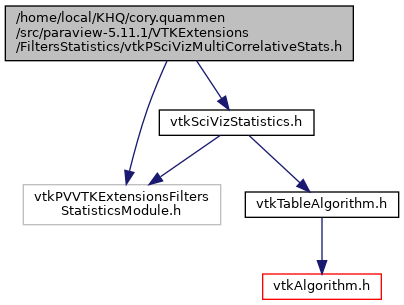 /home/local/KHQ/cory.quammen
/src/paraview-5.11.1/VTKExtensions
/FiltersStatistics/vtkPSciVizMultiCorrelativeStats.h
vtkSciVizStatistics.h
vtkPVVTKExtensionsFilters
StatisticsModule.h
vtkTableAlgorithm.h
vtkAlgorithm.h